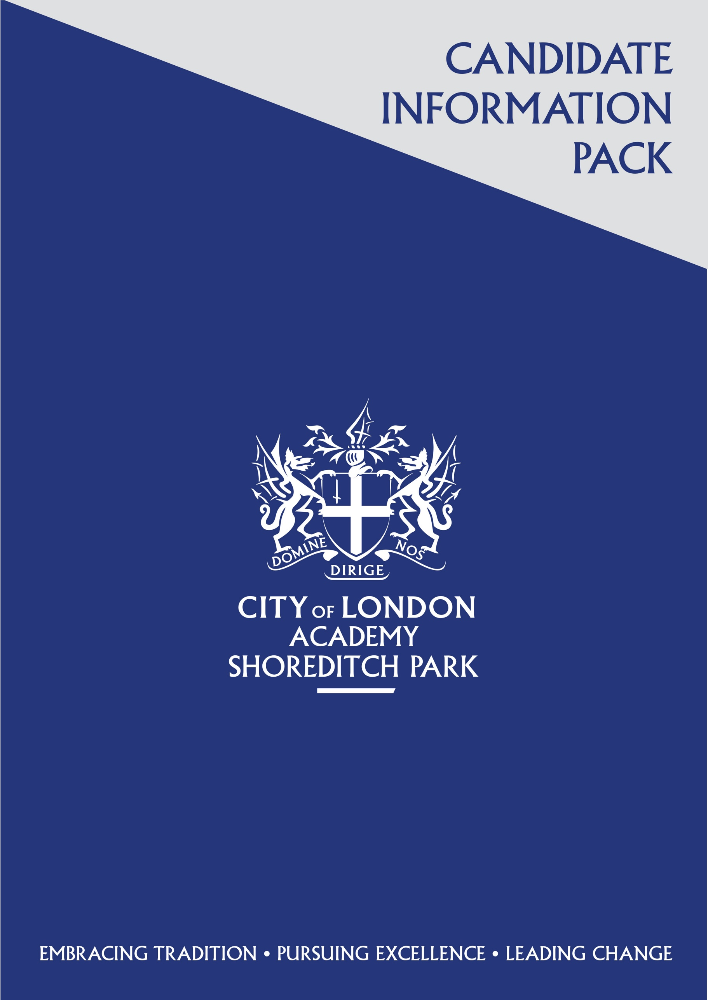 CANDIDATE
INFORMATION
PACK
DOMINE
DIRIGE
NOS
CITY OF LONDON
ACADEMY
SHOREDITCH PARK
EMBRACING TRADITION • PURSUING EXCELLENCE • LEADING CHANGE